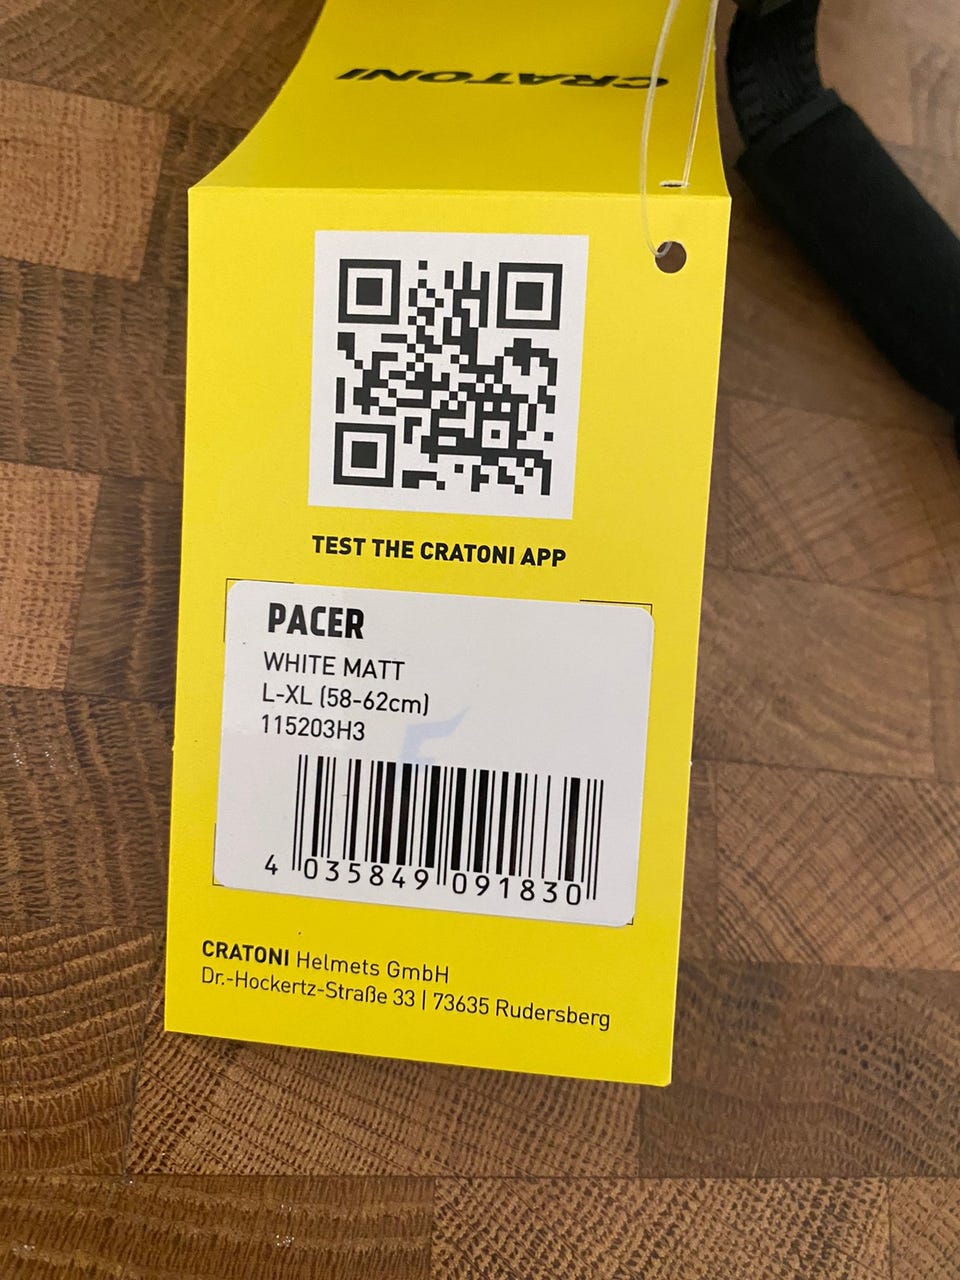 CRATONI
TEST THE CRATONI APP
PACER
WHITE MATT
L-XL (58-62cm)
115203H3
4 035849 091830
CRATONI Helmets GmbH
Dr.-Hockertz-Straße 33 | 73635 Rudersberg